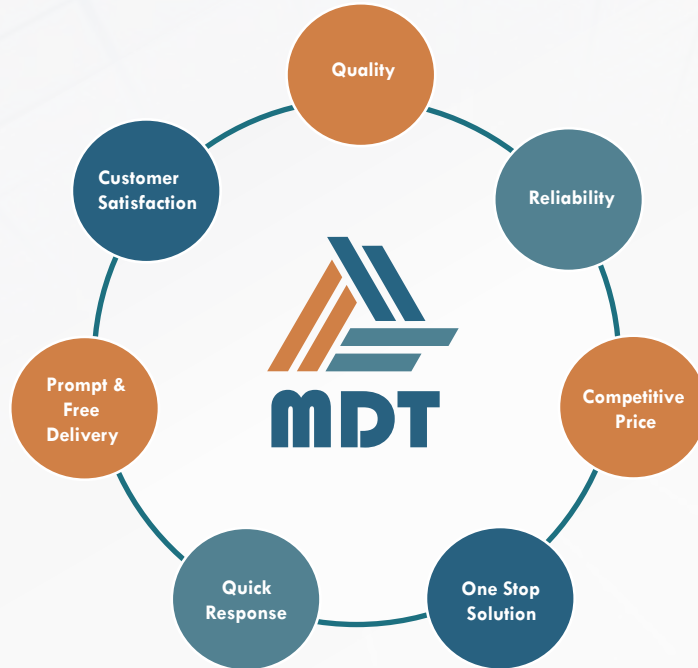 Quality
Reliability
Competitive
Price
One Stop
Solution
Quick
Response
Prompt &
Free
Delivery
Customer
Satisfaction
MDT